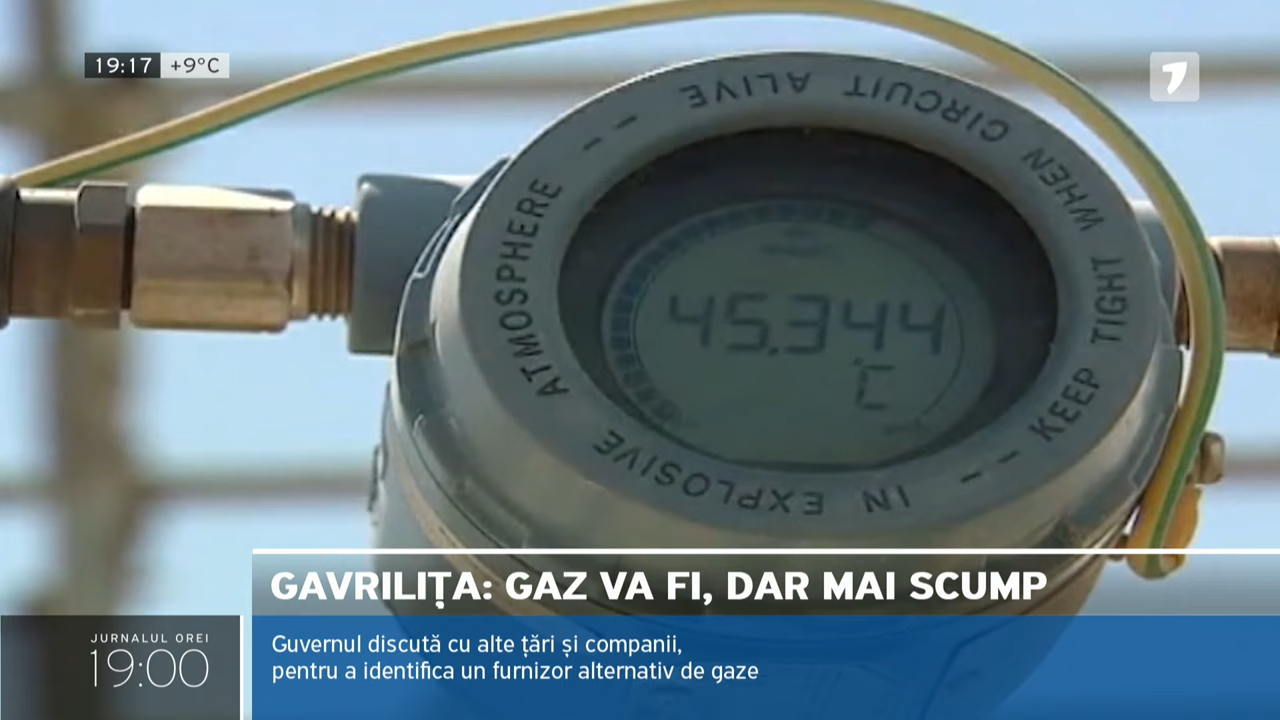 19:17 +9°C
KEEP TIGHT WHEN CIRCUIT ALIVE -- ATMOSPHERE
IN EXPLOSIVE --
45.344
°C
GAVRILIȚA: GAZ VA FI, DAR MAI SCUMP
JURNALUL OREI
19:00
Guvernul discută cu alte țări și companii,
pentru a identifica un furnizor alternativ de gaze